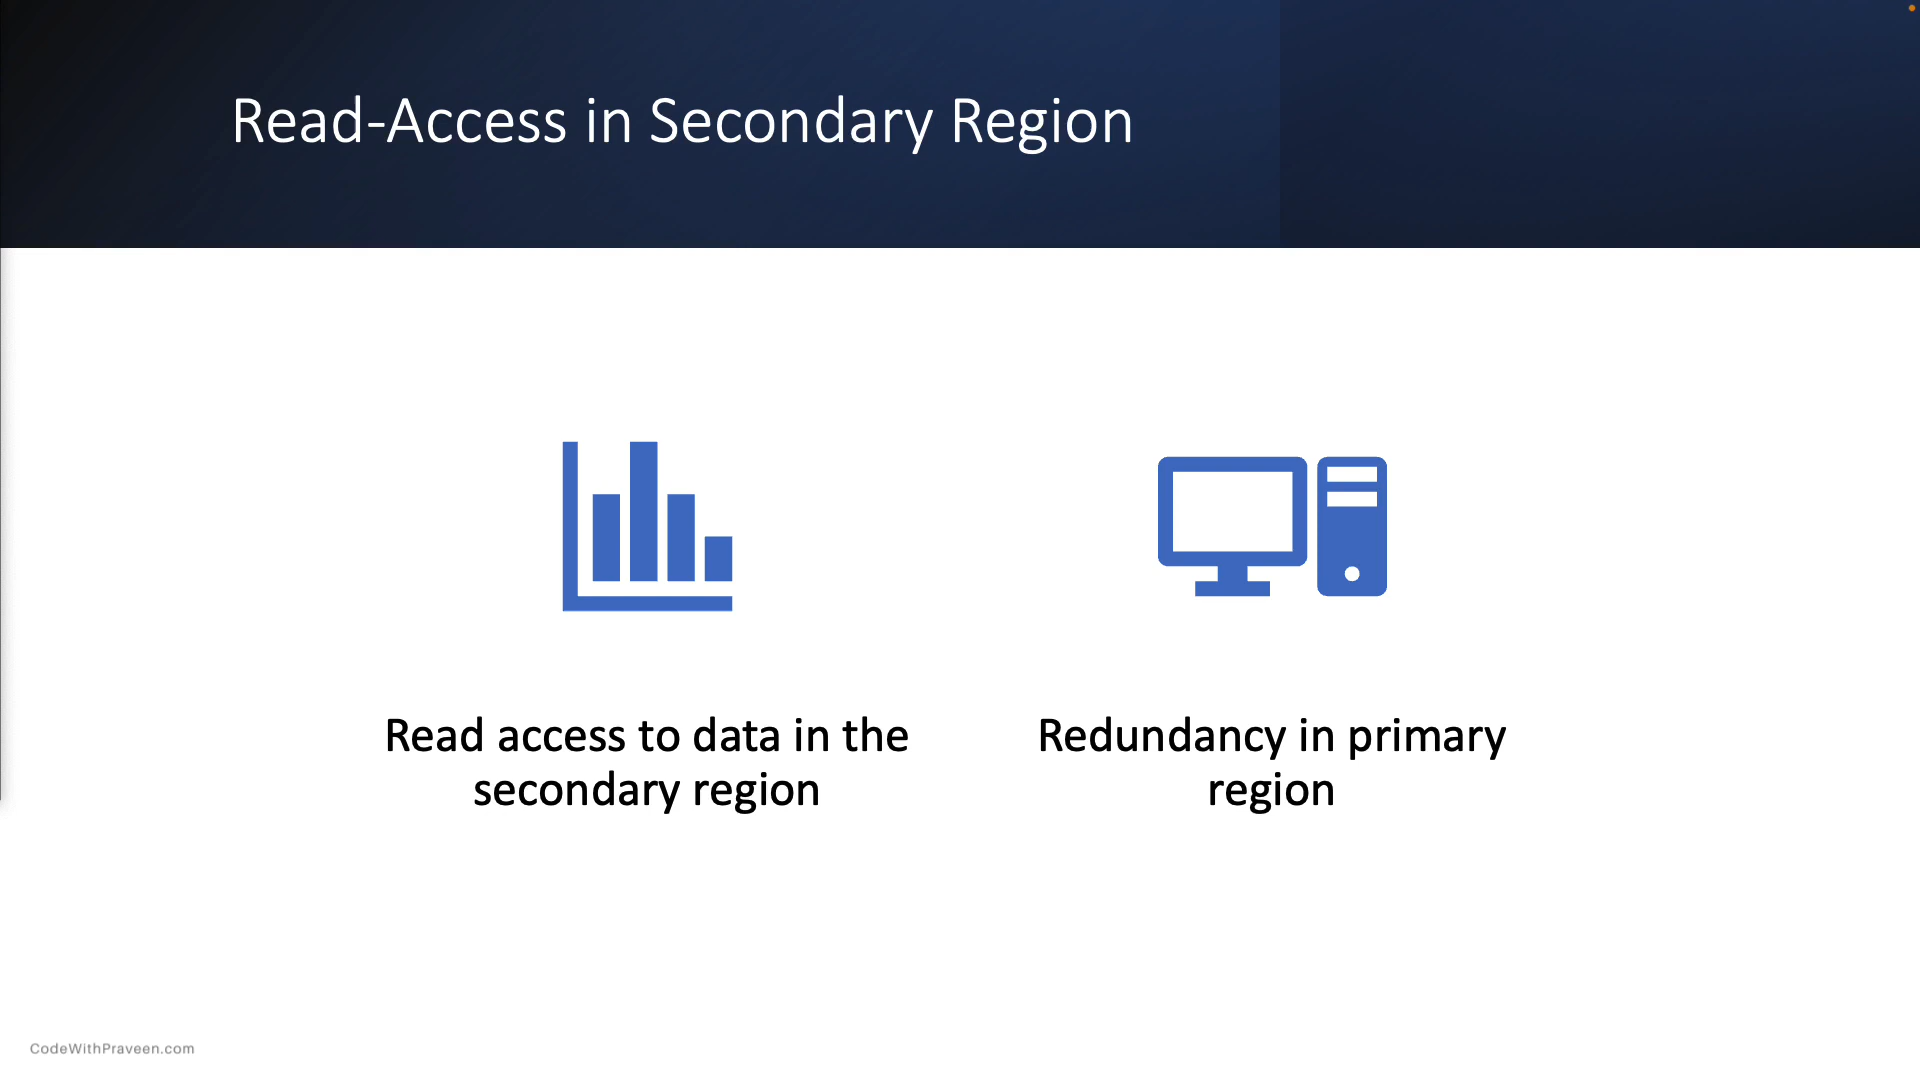 Read-Access in Secondary Region
Read access to data in the
secondary region
Redundancy in primary
region
CodeWithPraveen.com